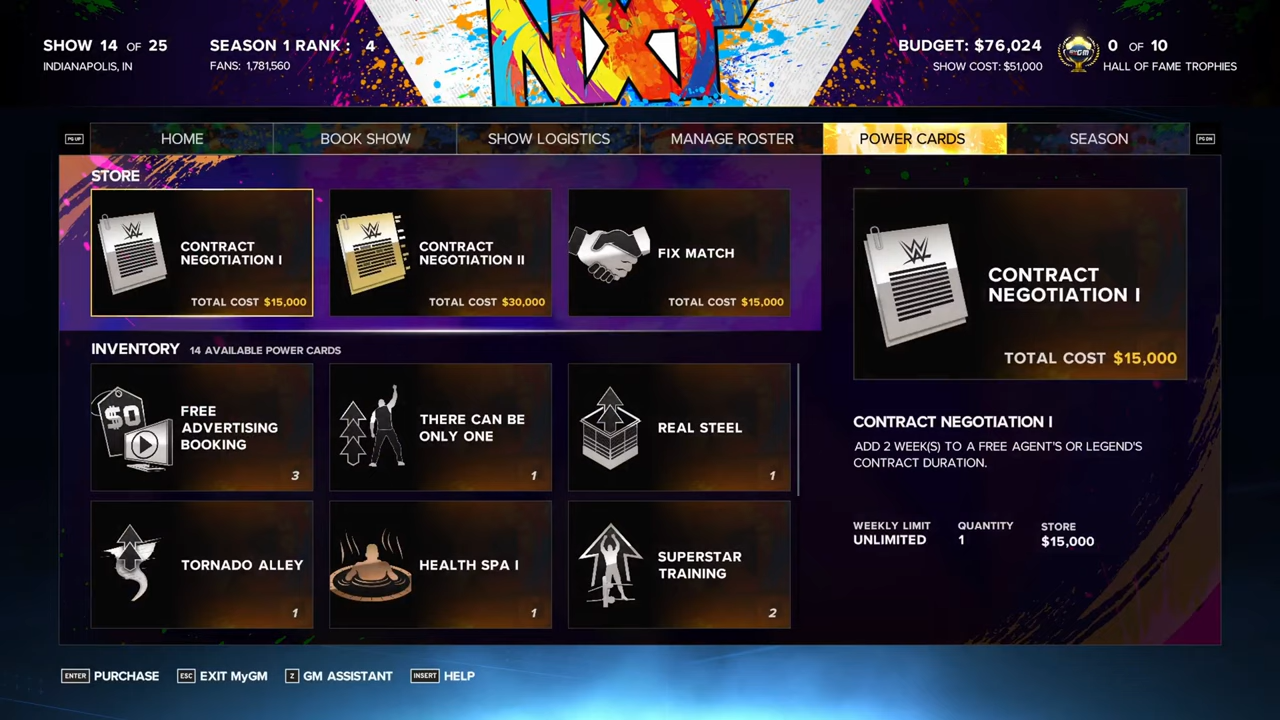 SHOW 14 OF 25
INDIANAPOLIS, IN
SEASON 1 RANK : 4
FANS: 1,781,560
NXT
BUDGET: $76,024
SHOW COST: $51,000
MyGM
0 OF 10
HALL OF FAME TROPHIES
PG UP
HOME
BOOK SHOW
SHOW LOGISTICS
MANAGE ROSTER
POWER CARDS
SEASON
PG DN
STORE
CONTRACT
NEGOTIATION I
TOTAL COST $15,000
CONTRACT
NEGOTIATION II
TOTAL COST $30,000
FIX MATCH
TOTAL COST $15,000
INVENTORY 14 AVAILABLE POWER CARDS
$0
FREE
ADVERTISING
BOOKING
3
THERE CAN BE
ONLY ONE
1
REAL STEEL
1
TORNADO ALLEY
1
HEALTH SPA I
1
SUPERSTAR
TRAINING
2
CONTRACT
NEGOTIATION I
TOTAL COST $15,000
CONTRACT NEGOTIATION I
ADD 2 WEEK(S) TO A FREE AGENT'S OR LEGEND'S
CONTRACT DURATION.
WEEKLY LIMIT
UNLIMITED
QUANTITY
1
STORE
$15,000
ENTER PURCHASE
ESC EXIT MyGM
Z GM ASSISTANT
INSERT HELP